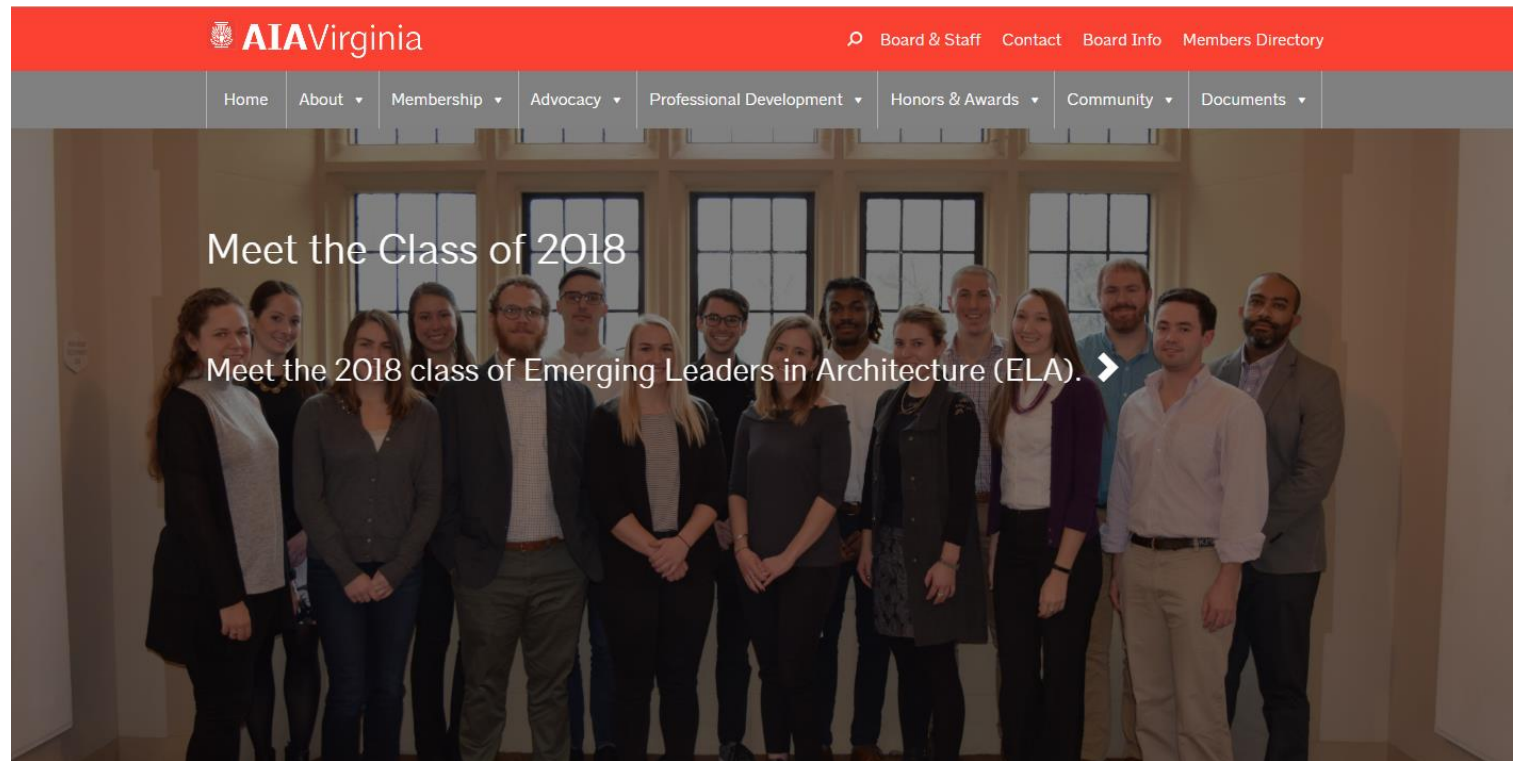 AIAVirginia
Board & Staff Contact Board Info Members Directory
Home About Membership Advocacy Professional Development Honors & Awards Community Documents
Meet the Class of 2018
Meet the 2018 class of Emerging Leaders in Architecture (ELA).